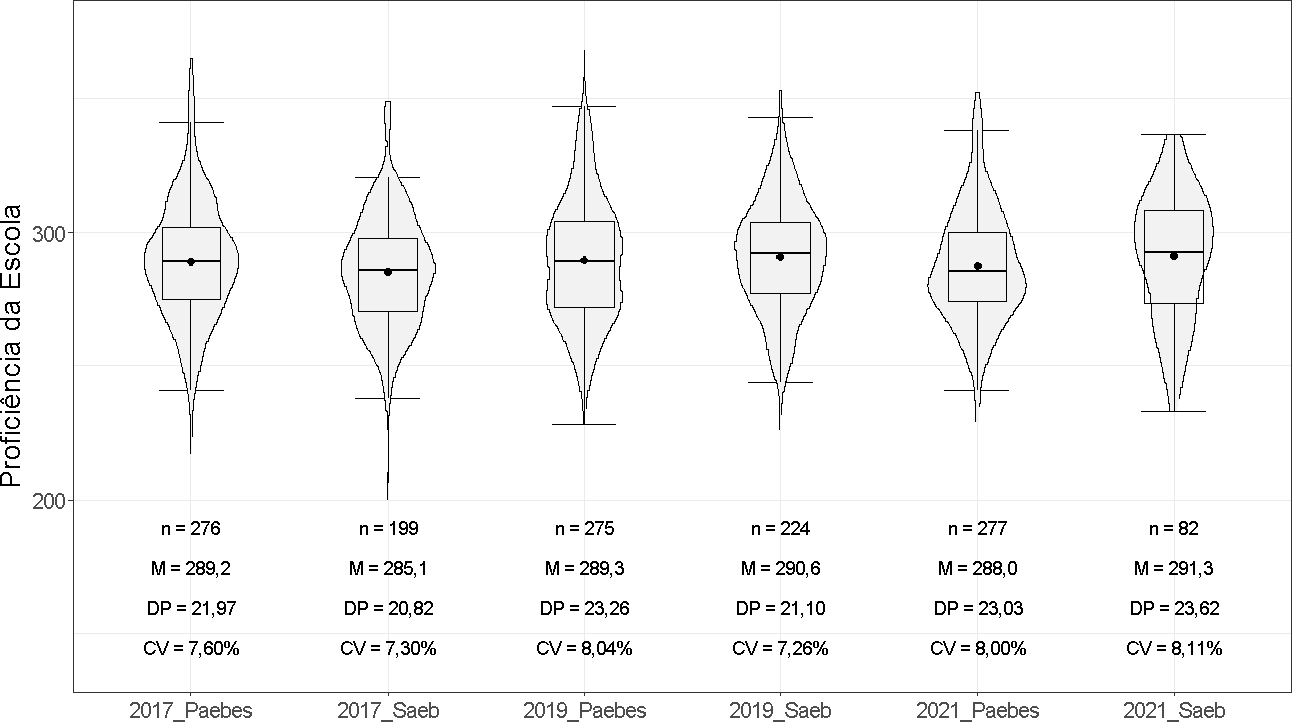 Proficiência da Escola
300
200
n = 276 n = 199 n = 275 n = 224 n = 277 n = 82
M = 289,2 M = 285,1 M = 289,3 M = 290,6 M = 288,0 M = 291,3
DP = 21,97 DP = 20,82 DP = 23,26 DP = 21,10 DP = 23,03 DP = 23,62
CV = 7,60% CV = 7,30% CV = 8,04% CV = 7,26% CV = 8,00% CV = 8,11%
2017_Paebes 2017_Saeb 2019_Paebes 2019_Saeb 2021_Paebes 2021_Saeb